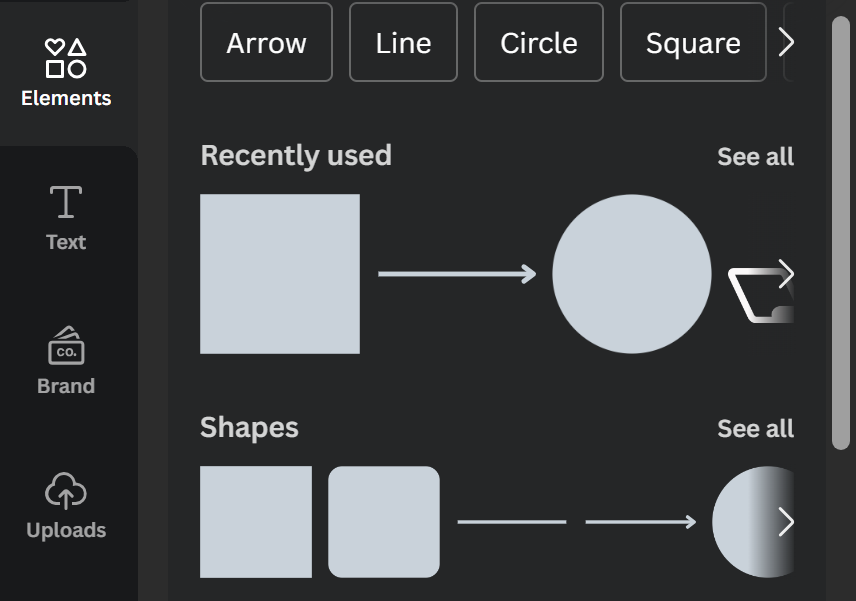 Arrow
Line
Circle
Square
Elements
Recently used
See all
Text
CO.
Brand
Shapes
See all
Uploads